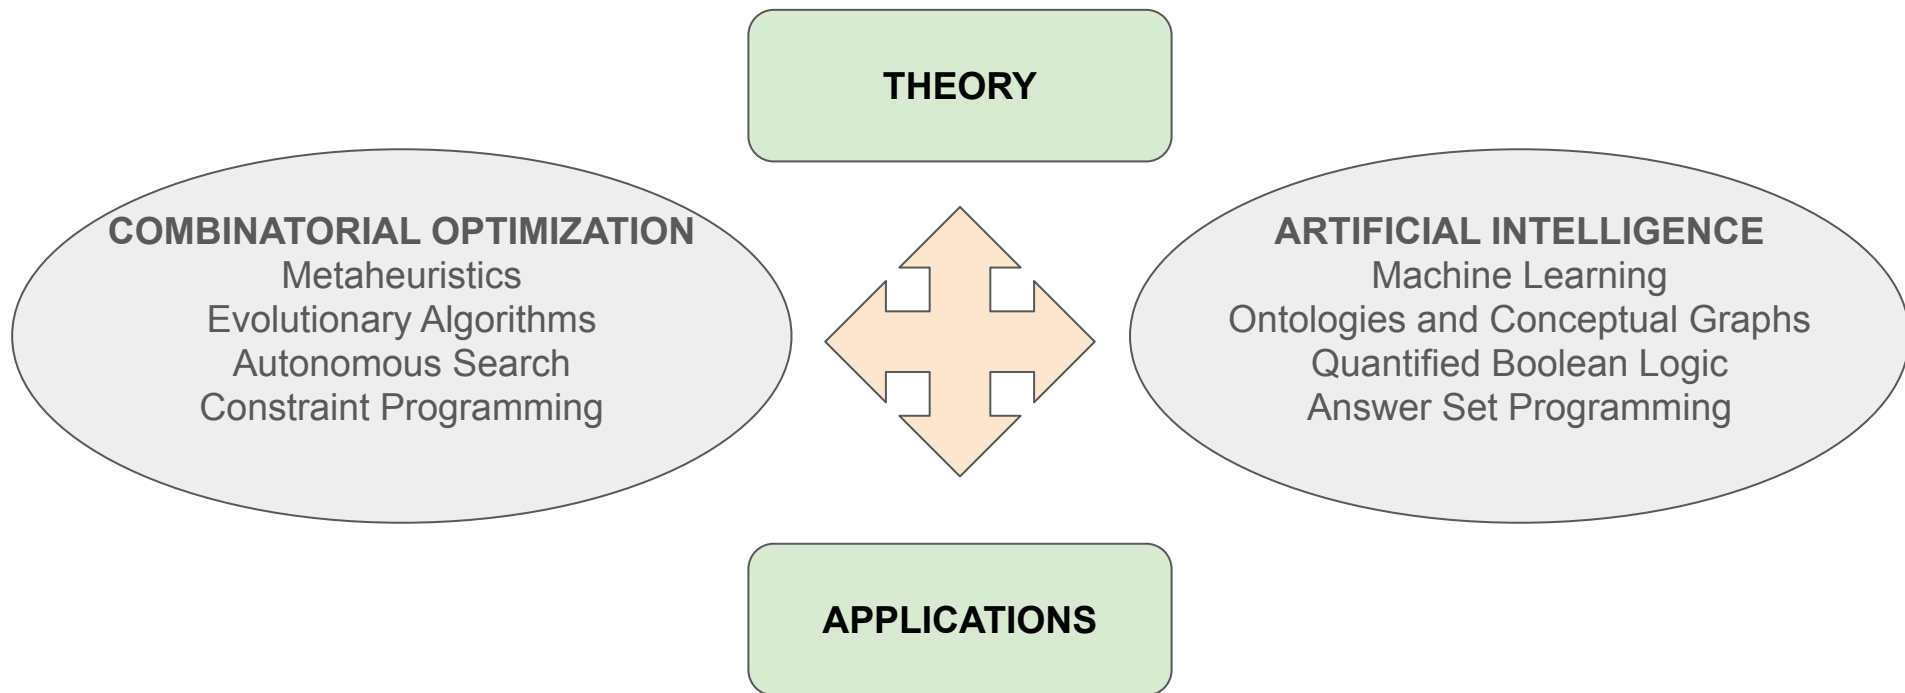 THEORY
COMBINATORIAL OPTIMIZATION
Metaheuristics
Evolutionary Algorithms
Autonomous Search
Constraint Programming
ARTIFICIAL INTELLIGENCE
Machine Learning
Ontologies and Conceptual Graphs
Quantified Boolean Logic
Answer Set Programming
APPLICATIONS